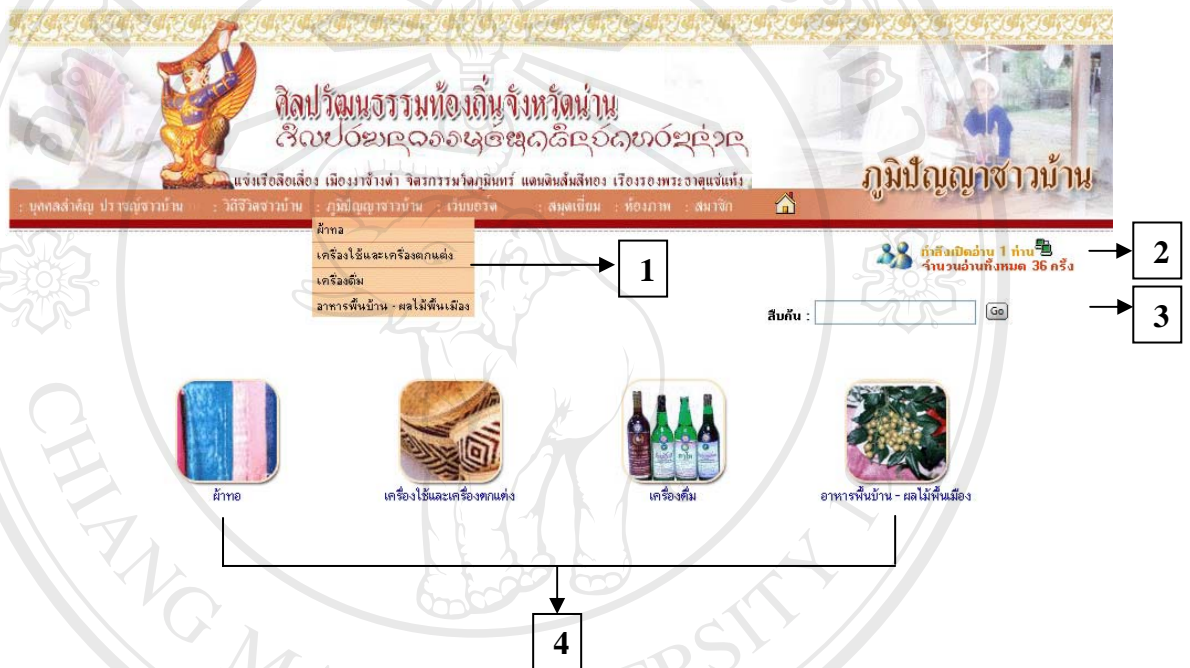 ศิลปวัฒนธรรมท้องถิ่นจังหวัดน่าน
แข่งเรือลือเลื่อง เมืองงาช้างดำ จิตรกรรมวัดภูมินทร์ แดนดินส้มสีทอง เรืองรองพระธาตุแช่แห้ง
ภูมิปัญญาชาวบ้าน
: บุคคลสำคัญ ปราชญ์ชาวบ้าน : วิถีชีวิตชาวบ้าน : ภูมิปัญญาชาวบ้าน : เว็บบอร์ด : สมุดเยี่ยม : ห้องภาพ : สมาชิก
ผ้าทอ
เครื่องใช้และเครื่องตกแต่ง
เครื่องดื่ม
อาหารพื้นบ้าน - ผลไม้พื้นเมือง
1
กำลังเปิดอ่าน 1 ท่าน
จำนวนอ่านทั้งหมด 36 ครั้ง
2
สืบค้น :
Go
3
ผ้าทอ
เครื่องใช้และเครื่องตกแต่ง
เครื่องดื่ม
อาหารพื้นบ้าน - ผลไม้พื้นเมือง
4
CHIANG MAI UNIVERSITY